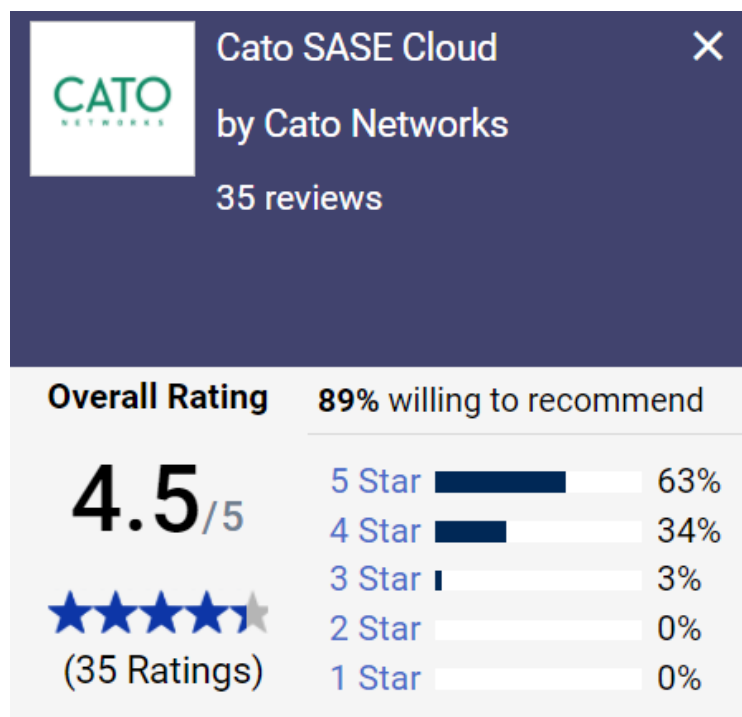 CATO
NETWORKS
Cato SASE Cloud
by Cato Networks
35 reviews
Overall Rating
4.5/5
(35 Ratings)
89% willing to recommend
5 Star 63%
4 Star 34%
3 Star 3%
2 Star 0%
1 Star 0%